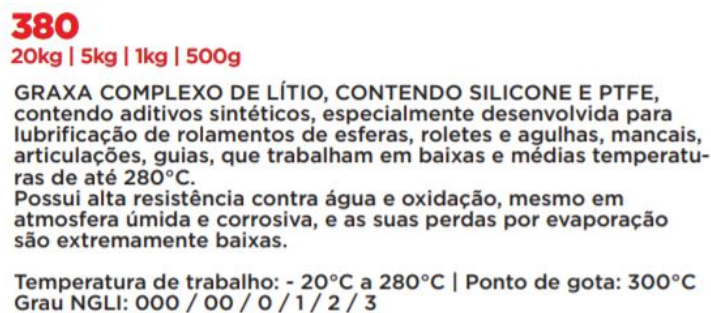 380
20kg | 5kg | 1kg | 500g
GRAXA COMPLEXO DE LÍTIO, CONTENDO SILICONE E PTFE,
contendo aditivos sintéticos, especialmente desenvolvida para
lubrificação de rolamentos de esferas, roletes e agulhas, mancais,
articulações, guias, que trabalham em baixas e médias temperatu-
ras de até 280°C.
Possui alta resistência contra água e oxidação, mesmo em
atmosfera úmida e corrosiva, e as suas perdas por evaporação
são extremamente baixas.
Temperatura de trabalho: - 20°C a 280°C | Ponto de gota: 300°C
Grau NGLI: 000 / 00 / 0 / 1 / 2 / 3